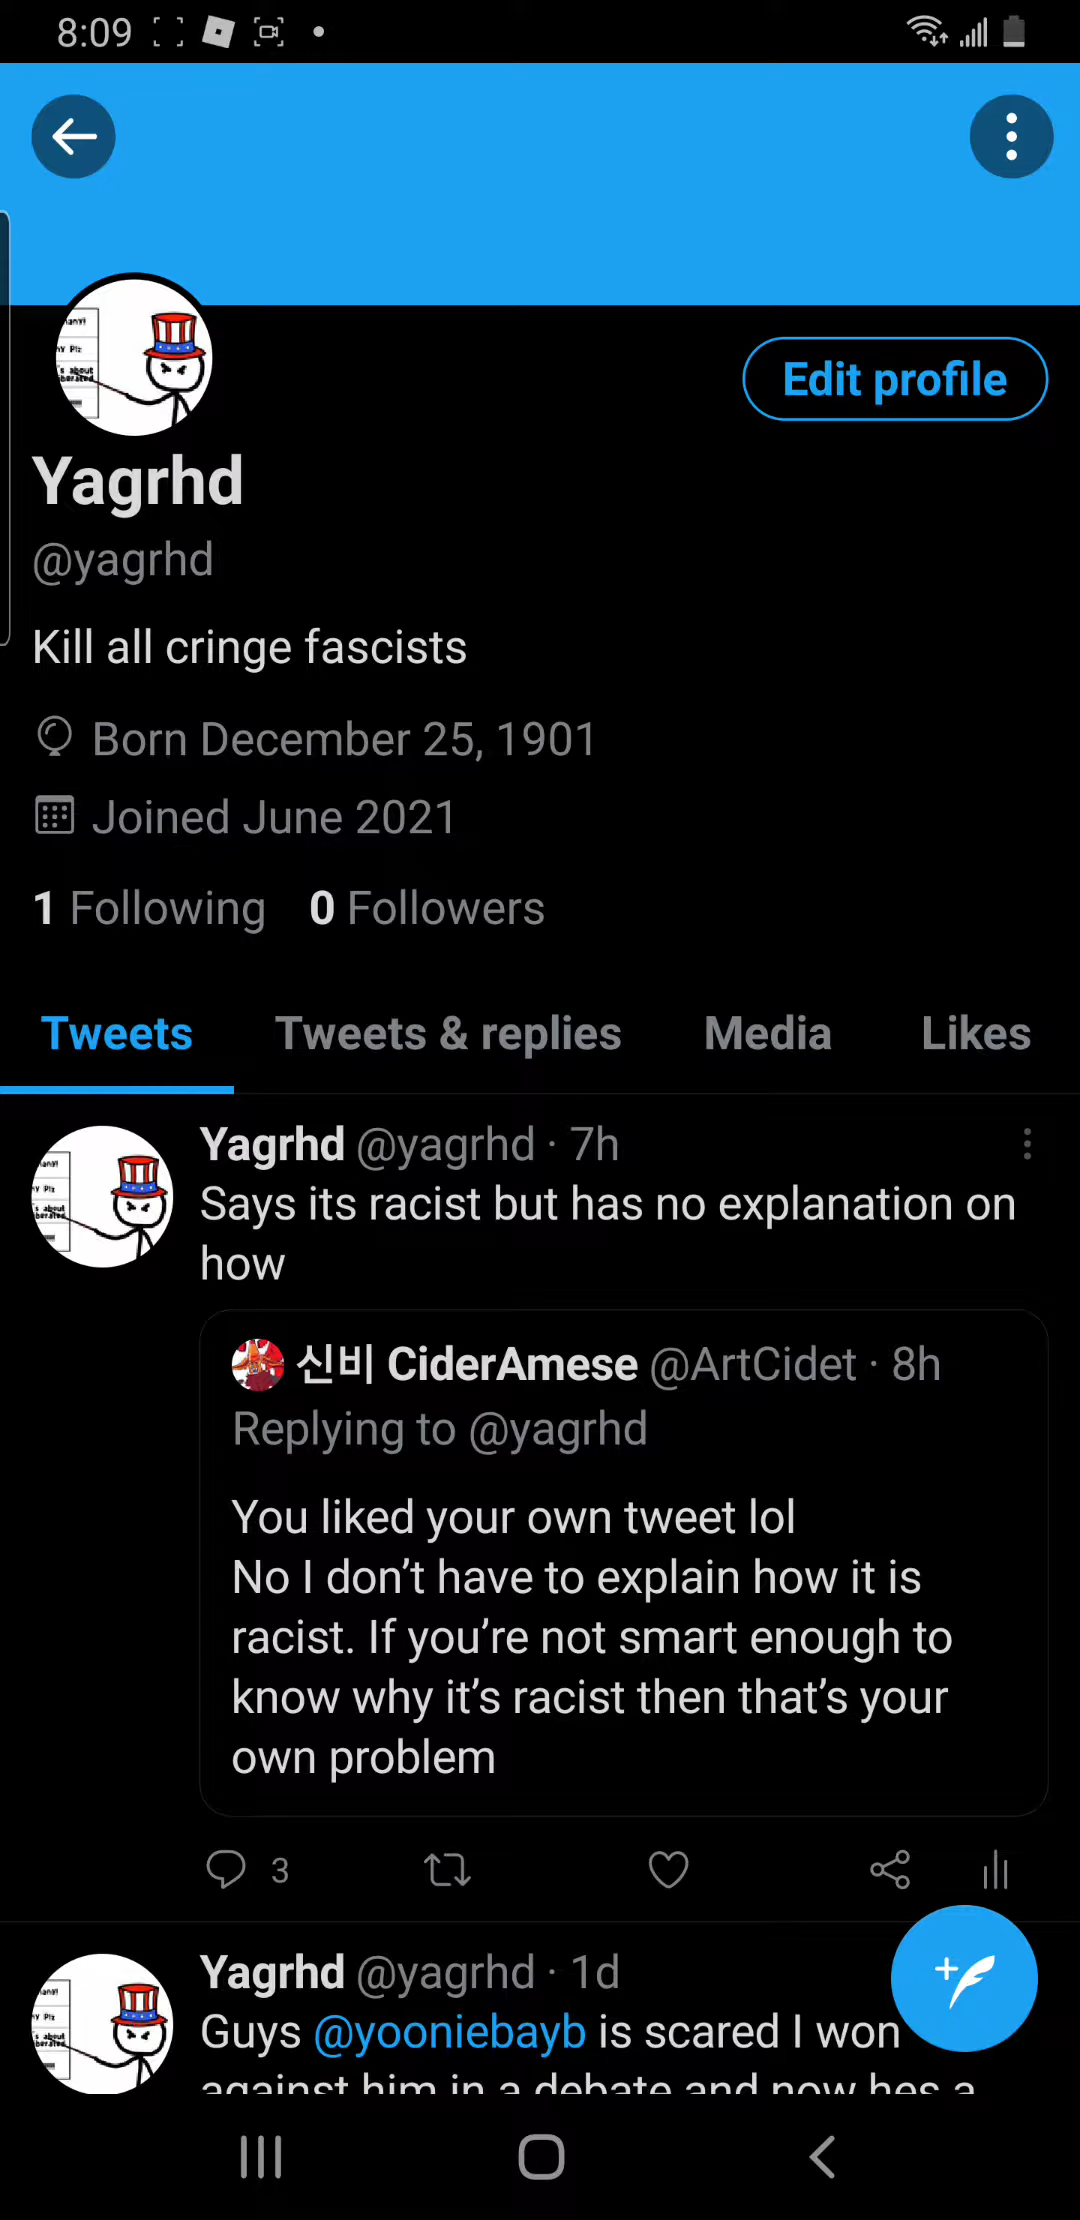 8:09
Edit profile
Yagrhd
@yagrhd
Kill all cringe fascists
Born December 25, 1901
Joined June 2021
1 Following 0 Followers
Tweets Tweets & replies Media Likes
Yagrhd @yagrhd · 7h
Says its racist but has no explanation on
how
신비 CiderAmese @ArtCidet · 8h
Replying to @yagrhd
You liked your own tweet lol
No I don’t have to explain how it is
racist. If you’re not smart enough to
know why it’s racist then that’s your
own problem
3
Yagrhd @yagrhd · 1d
Guys @yooniebayb is scared I won
against him in a debate and now hes a